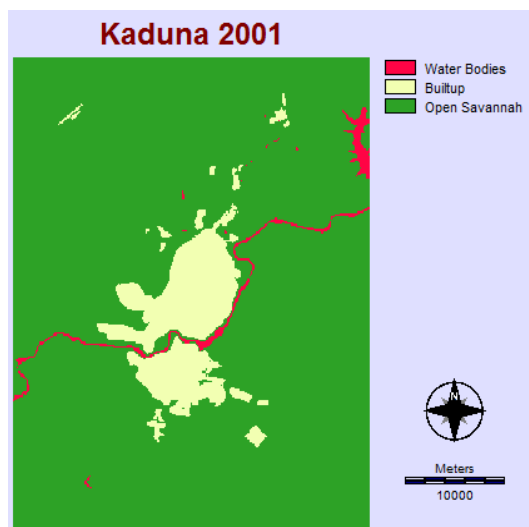 Kaduna 2001
Water Bodies
Builtup
Open Savannah
N
Meters
10000